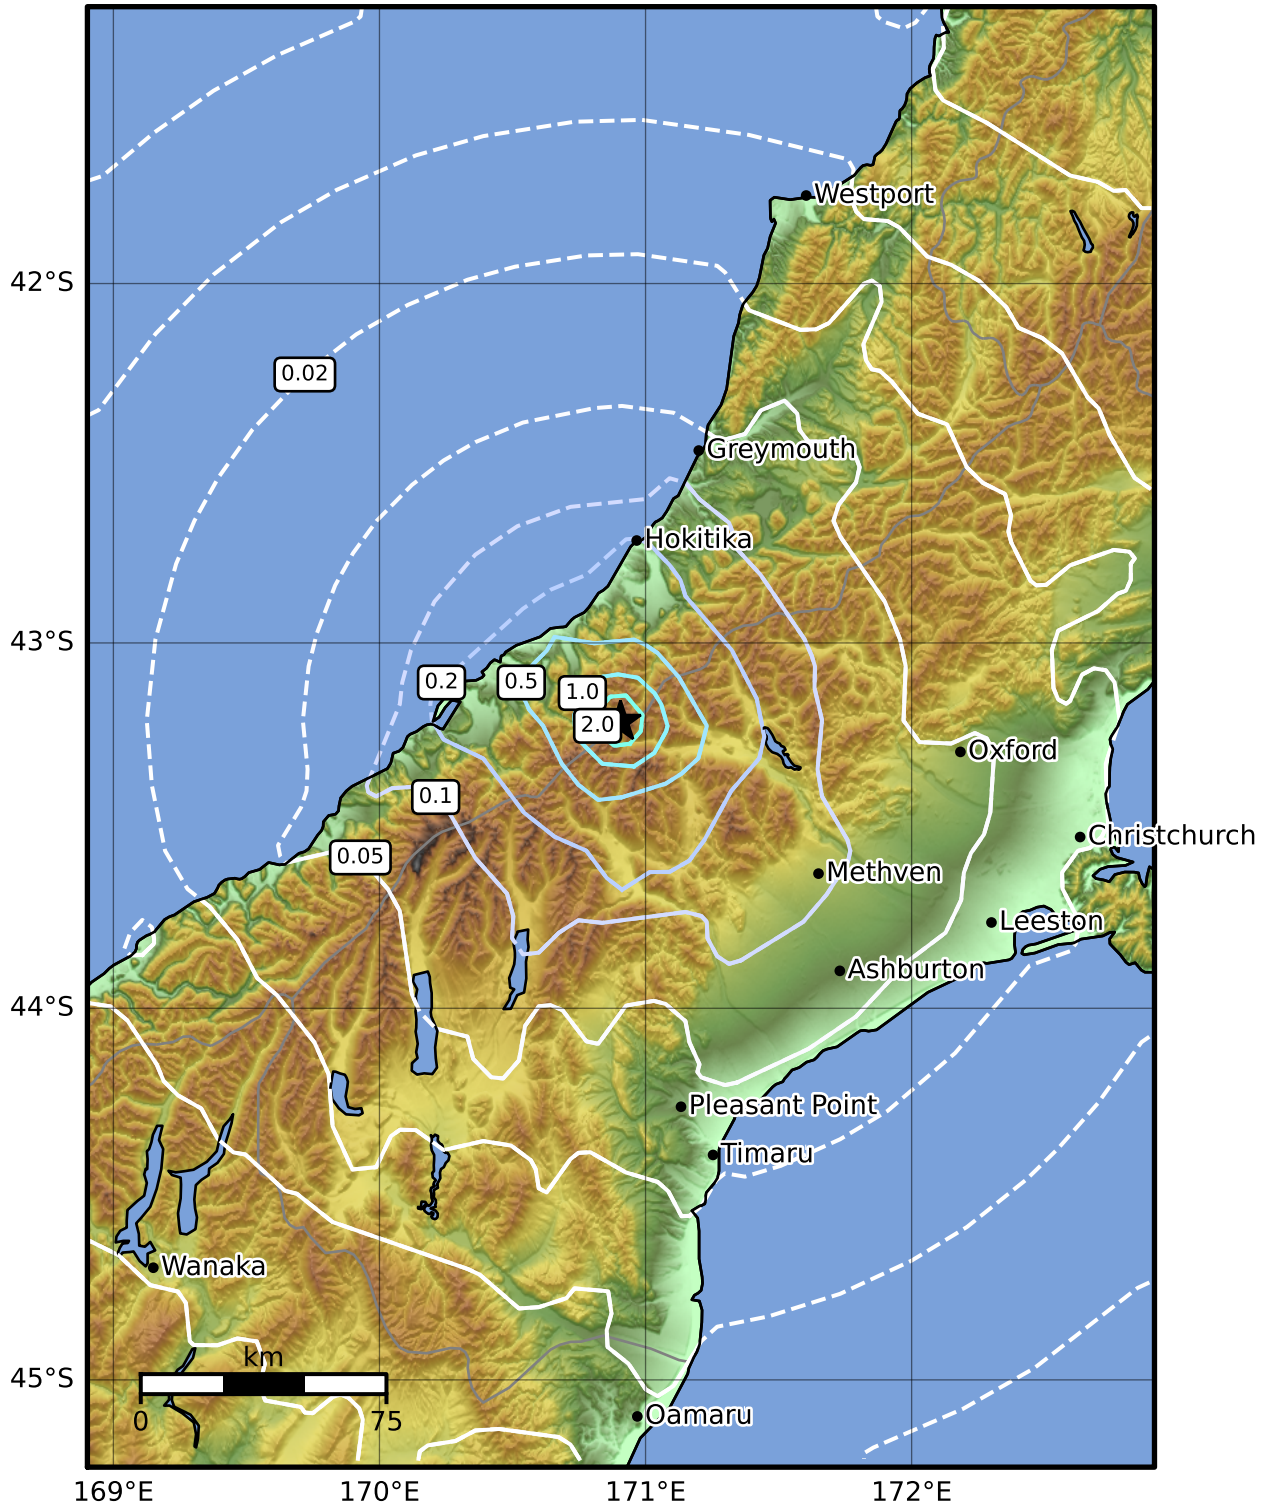 Westport
42°S
0.02
Greymouth
Hokitika
43°S
0.2
0.5
1.0
2.0
Oxford
0.1
Christchurch
0.05
Methven
Leeston
Ashburton
44°S
Pleasant Point
Timaru
Wanaka
km
45°S
0
75
Oamaru
169°E
170°E
171°E
172°E